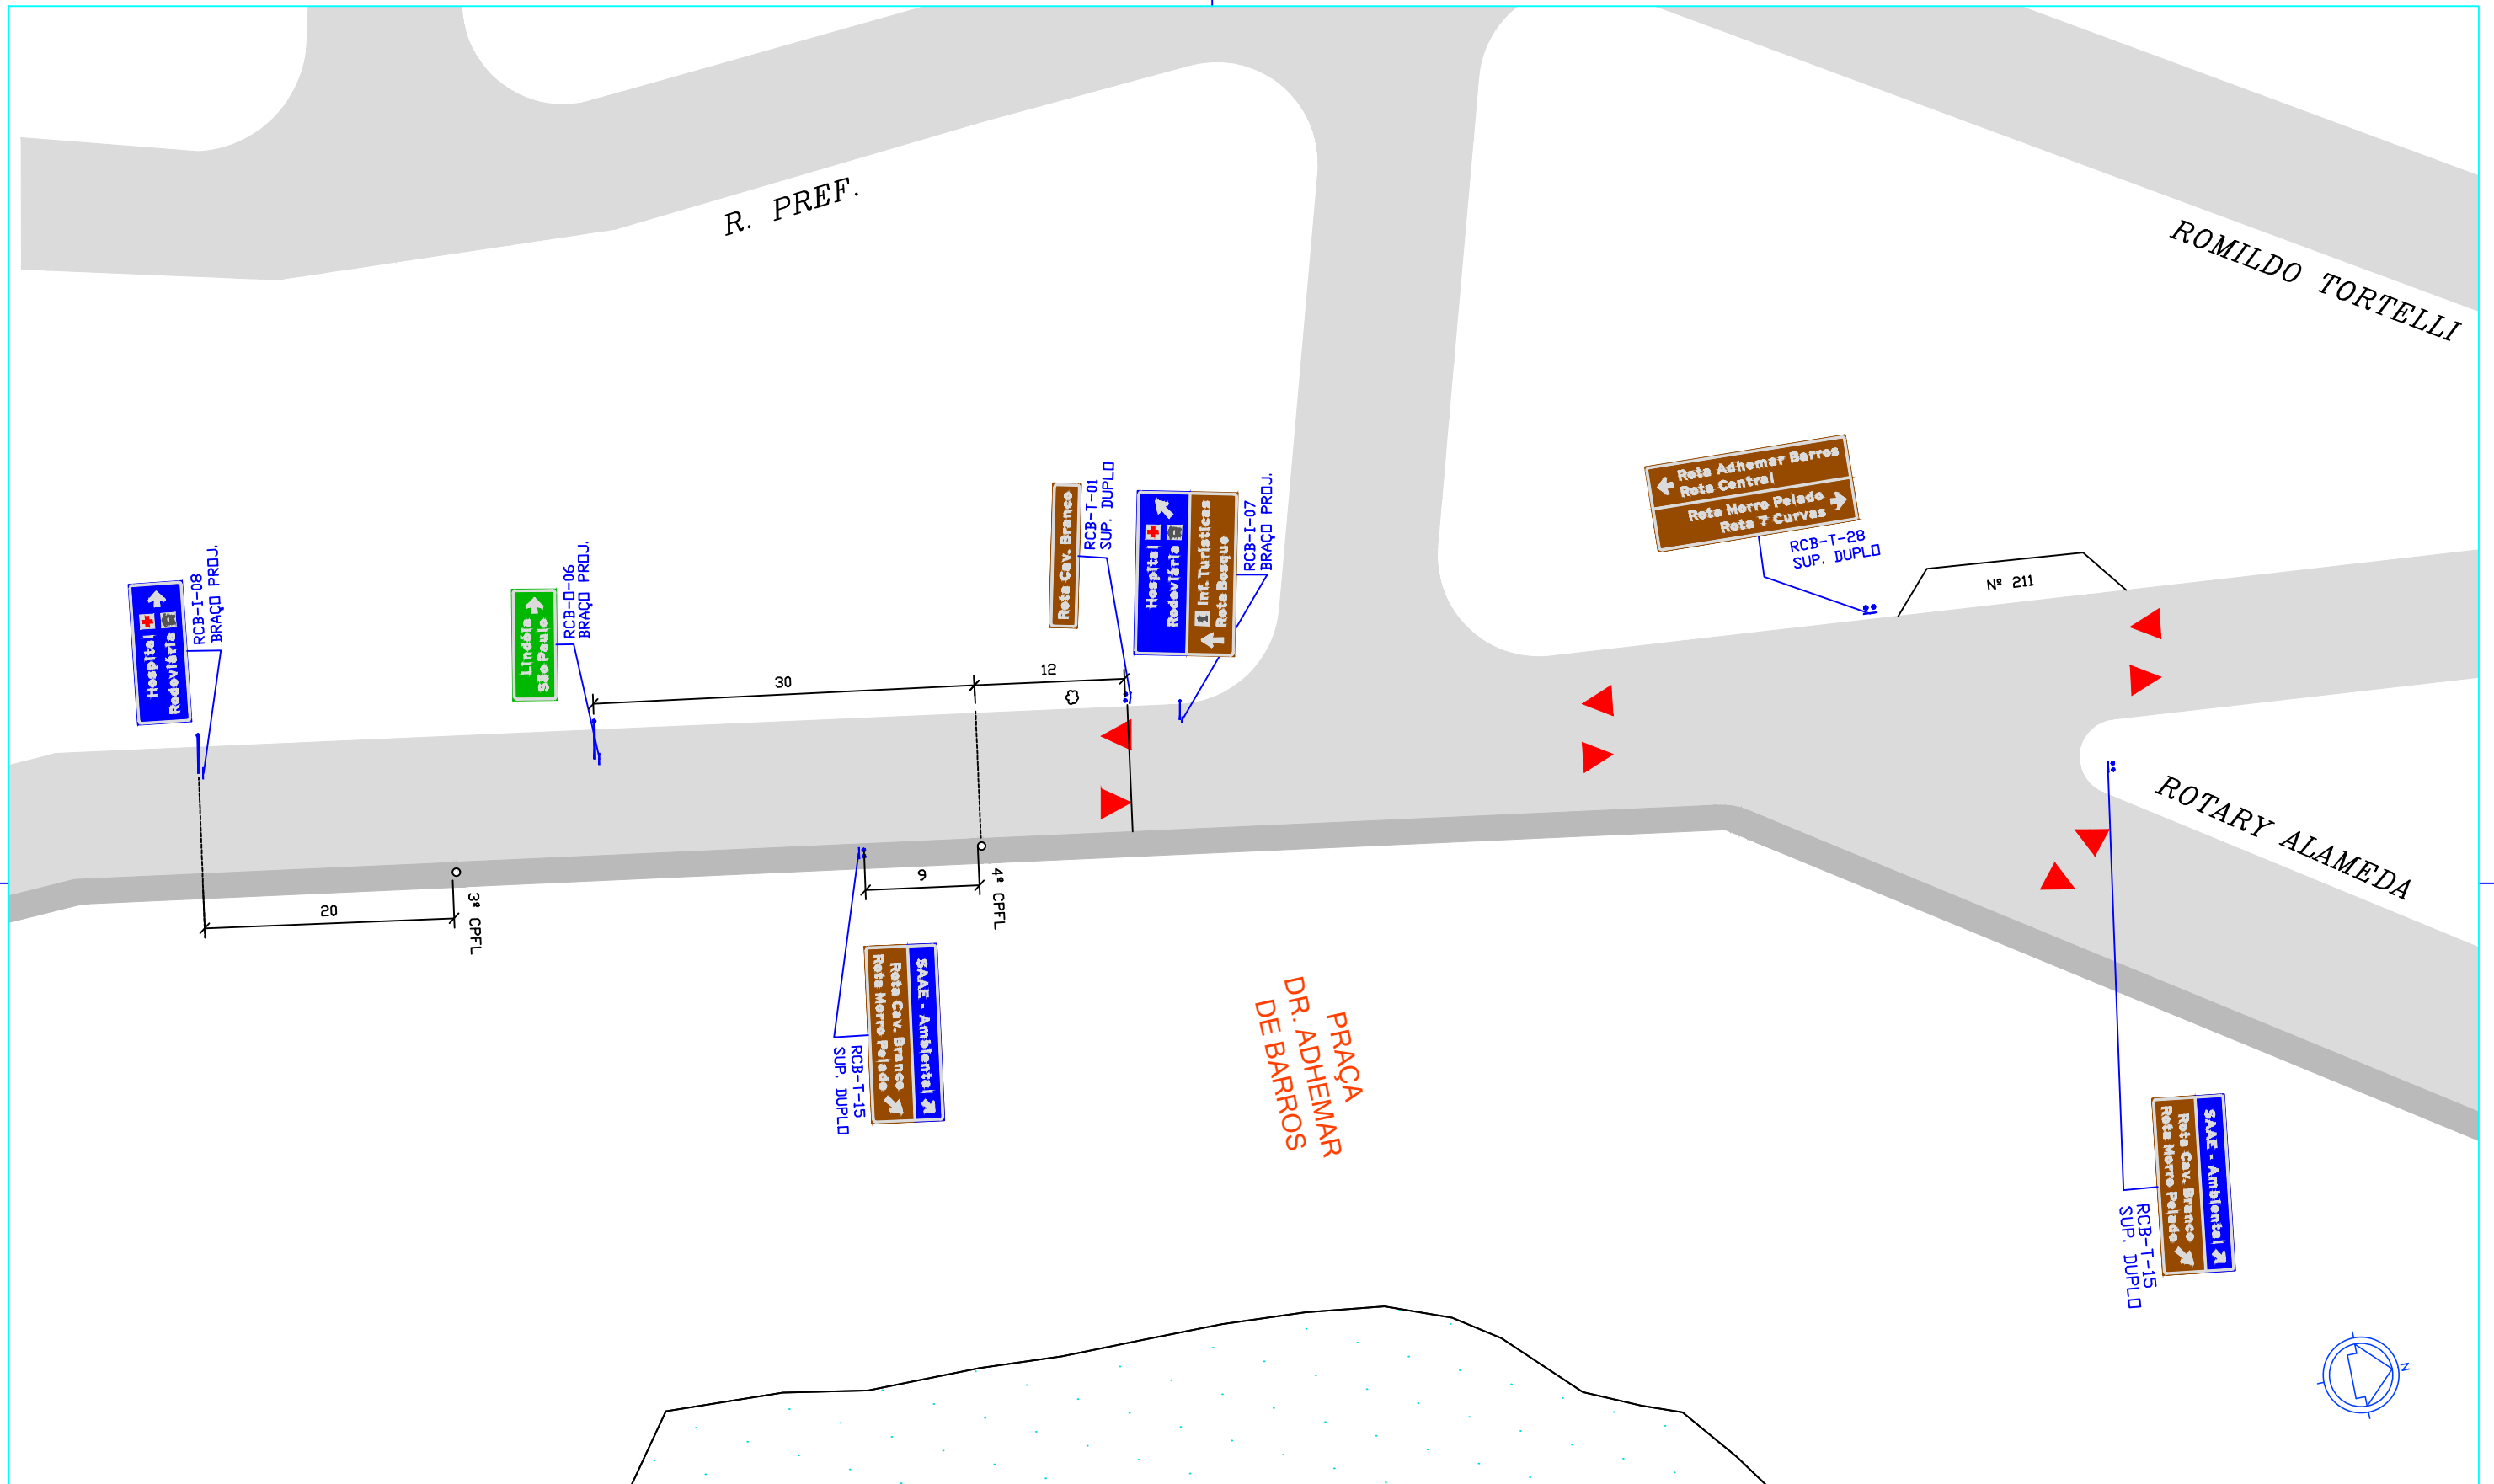 R. PREF.
ROMILDO TORTELLI
ROTARY ALAMEDA
Hospital
Rodoviária
RCB-I-08
BRAÇO PROJ.
Lindóia
São Paulo
RCB-O-06
BRAÇO PROJ.
Rota Cav. Branco
RCB-T-01
SUP. DUPLO
Hospital
Rodoviária
Inf. Turísticas
Rota Bosque
RCB-I-07
BRAÇO PROJ.
Rota Adhemar Barros
Rota Central
Rota Morro Pelado
Rota 7 Curvas
RCB-T-28
SUP. DUPLO
Nº 211
30
12
20
3º CPFL
9
4º CPFL
SAAE - Ambiental
Rota Cav. Branco
Rota Morro Pelado
RCB-T-15
SUP. DUPLO
PRAÇA
DR. ADHEMAR
DE BARROS
SAAE - Ambiental
Rota Cav. Branco
Rota Morro Pelado
RCB-T-15
SUP. DUPLO
N